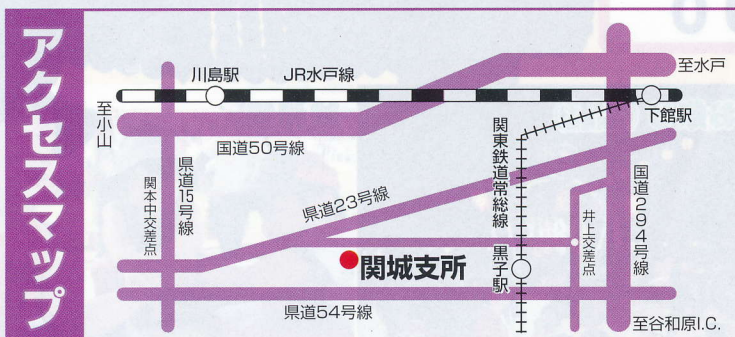 アクセスマップ
川島駅
JR水戸線
至水戸
至小山
下館駅
国道50号線
県道15号線
関本中交差点
県道23号線
関東鉄道常総線
黒子駅
井上交差点
国道294号線
関城支所
県道54号線
至谷和原I.C.